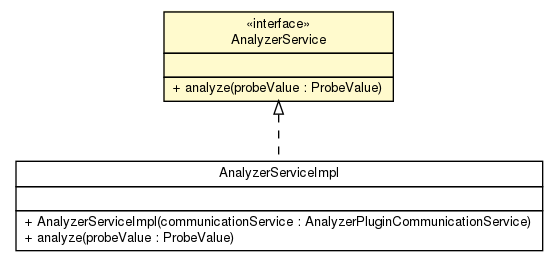 «interface»
AnalyzerService
+ analyze(probeValue : ProbeValue)
AnalyzerServiceImpl
+ AnalyzerServiceImpl(communicationService : AnalyzerPluginCommunicationService)
+ analyze(probeValue : ProbeValue)